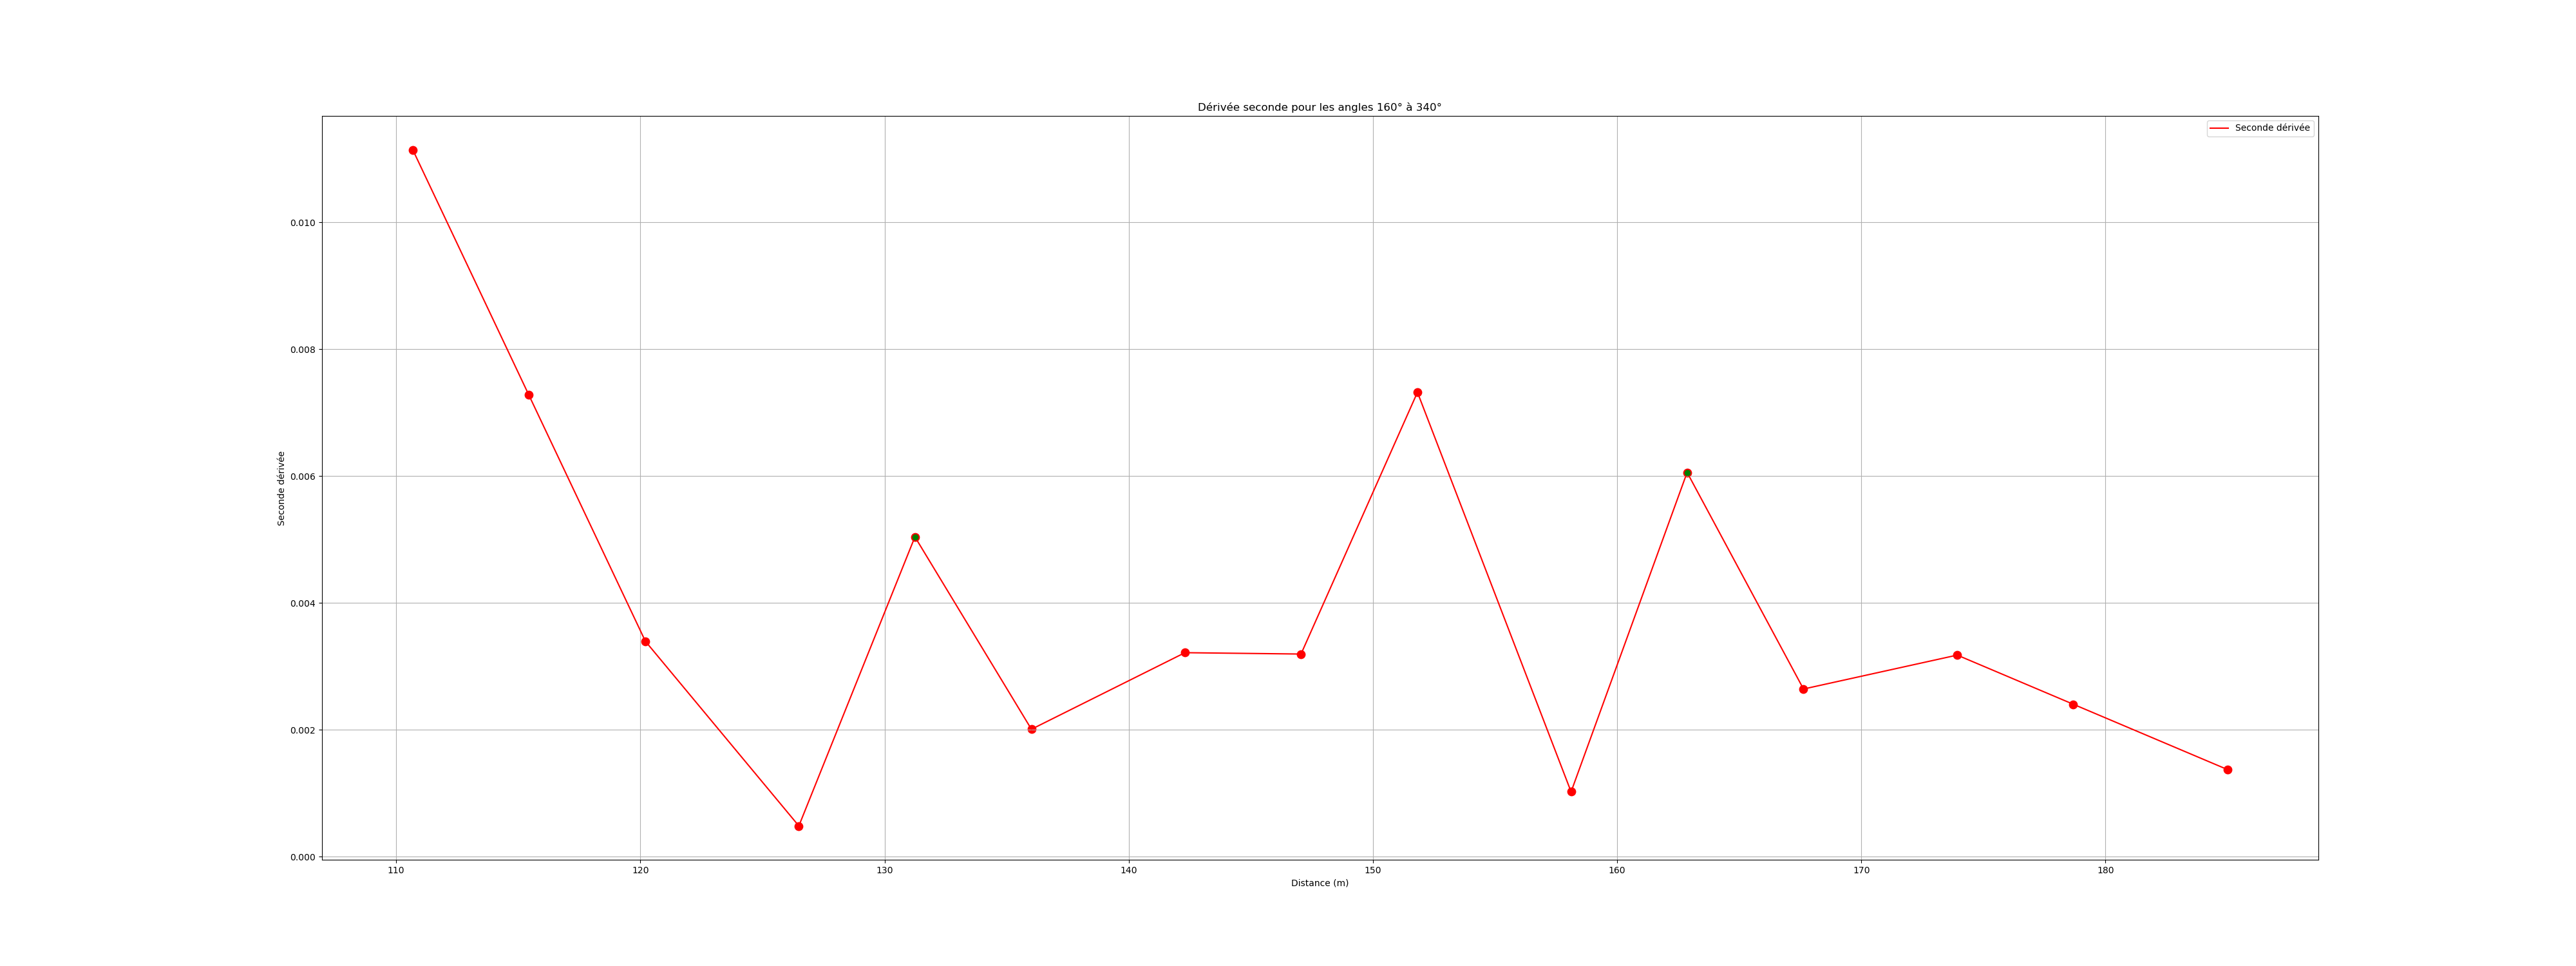 Dérivée seconde pour les angles 160° à 340°
Seconde dérivée
Seconde dérivée
0.010
0.008
0.006
0.004
0.002
0.000
110 120 130 140 150 160 170 180
Distance (m)